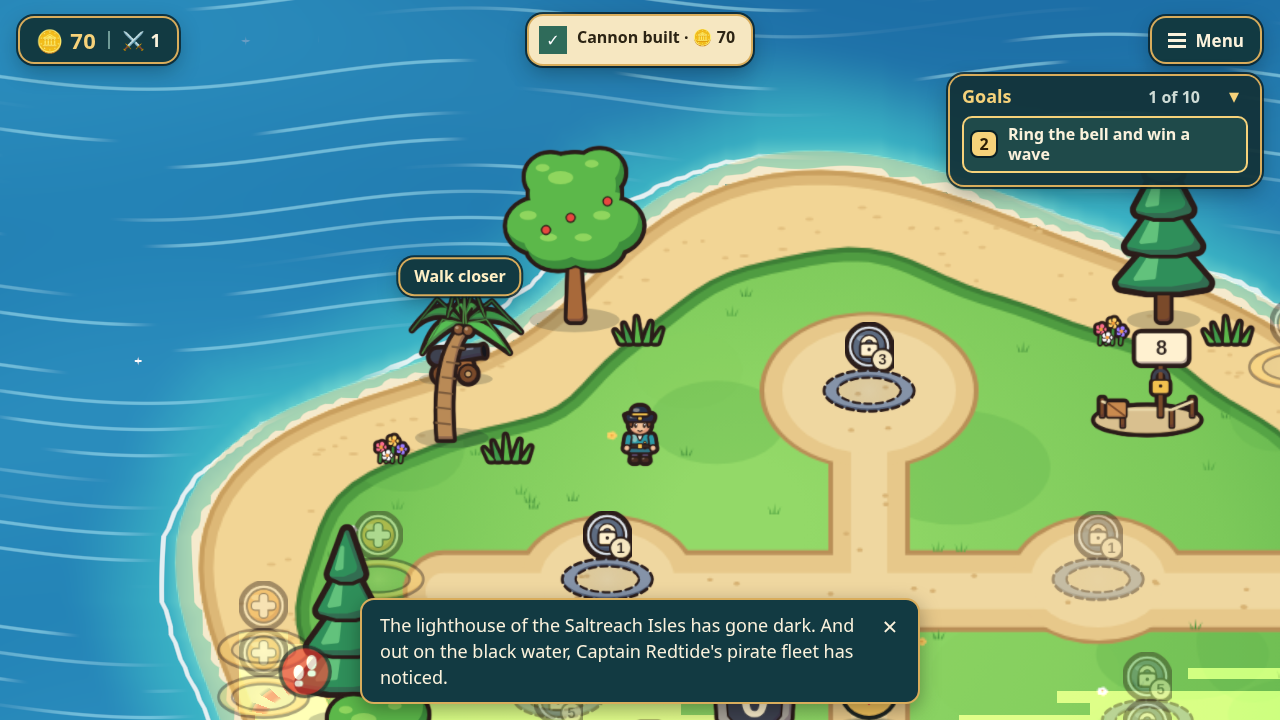 70 | 1
Cannon built · 70
Menu
Goals
1 of 10
2
Ring the bell and win a
wave
Walk closer
3
8
1
1
The lighthouse of the Saltreach Isles has gone dark. And
out on the black water, Captain Redtide's pirate fleet has
noticed.
5
5